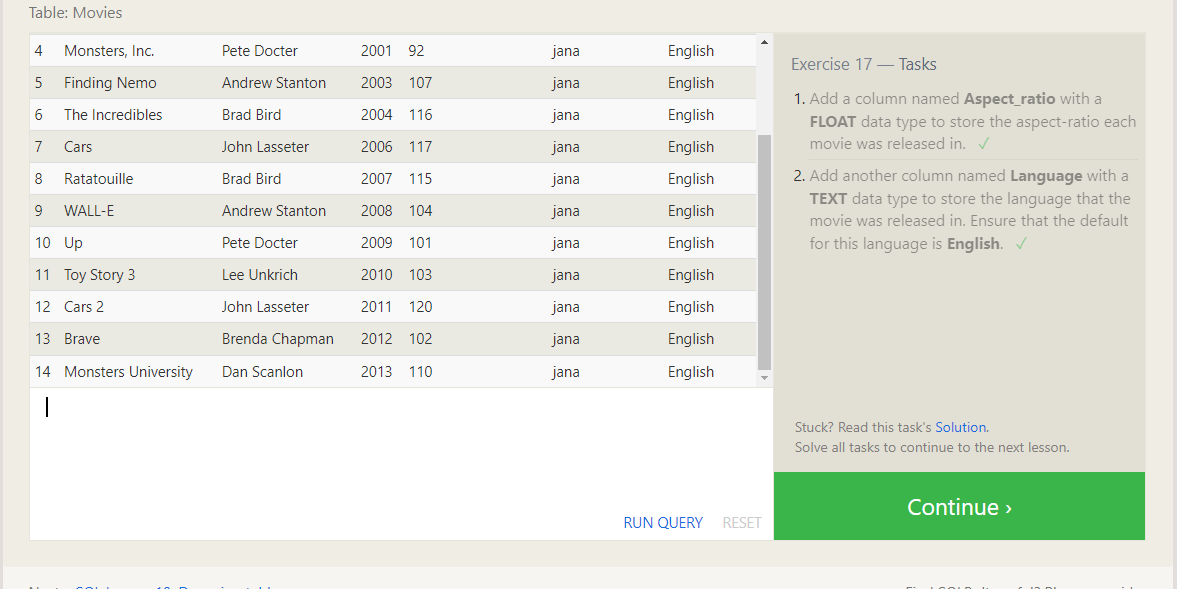 Table: Movies
4 Monsters, Inc. Pete Docter 2001 92 jana English
5 Finding Nemo Andrew Stanton 2003 107 jana English
6 The Incredibles Brad Bird 2004 116 jana English
7 Cars John Lasseter 2006 117 jana English
8 Ratatouille Brad Bird 2007 115 jana English
9 WALL-E Andrew Stanton 2008 104 jana English
10 Up Pete Docter 2009 101 jana English
11 Toy Story 3 Lee Unkrich 2010 103 jana English
12 Cars 2 John Lasseter 2011 120 jana English
13 Brave Brenda Chapman 2012 102 jana English
14 Monsters University Dan Scanlon 2013 110 jana English
RUN QUERY RESET
Exercise 17 — Tasks
1. Add a column named Aspect_ratio with a
FLOAT data type to store the aspect-ratio each
movie was released in. ✓
2. Add another column named Language with a
TEXT data type to store the language that the
movie was released in. Ensure that the default
for this language is English. ✓
Stuck? Read this task's Solution.
Solve all tasks to continue to the next lesson.
Continue ›